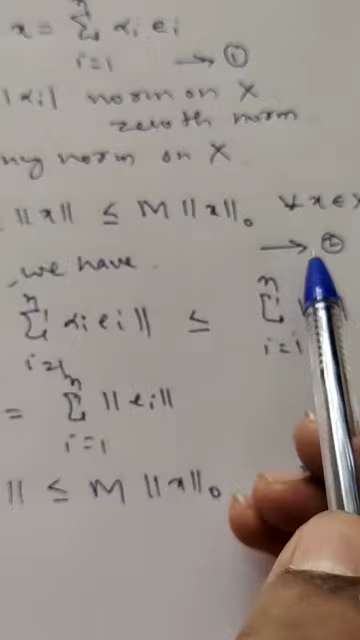 x = Σ αi ei
i=1 → ①
|αi| norm on X
zeroth norm
ny norm on X
||x|| ≤ M ||x||₀ ∀ x ∈ X
→ ②
, we have
n
Σ αi ei || ≤ Σ
i=1 i=1
= n Σ || ei ||
i=1
|| ≤ M ||x||₀